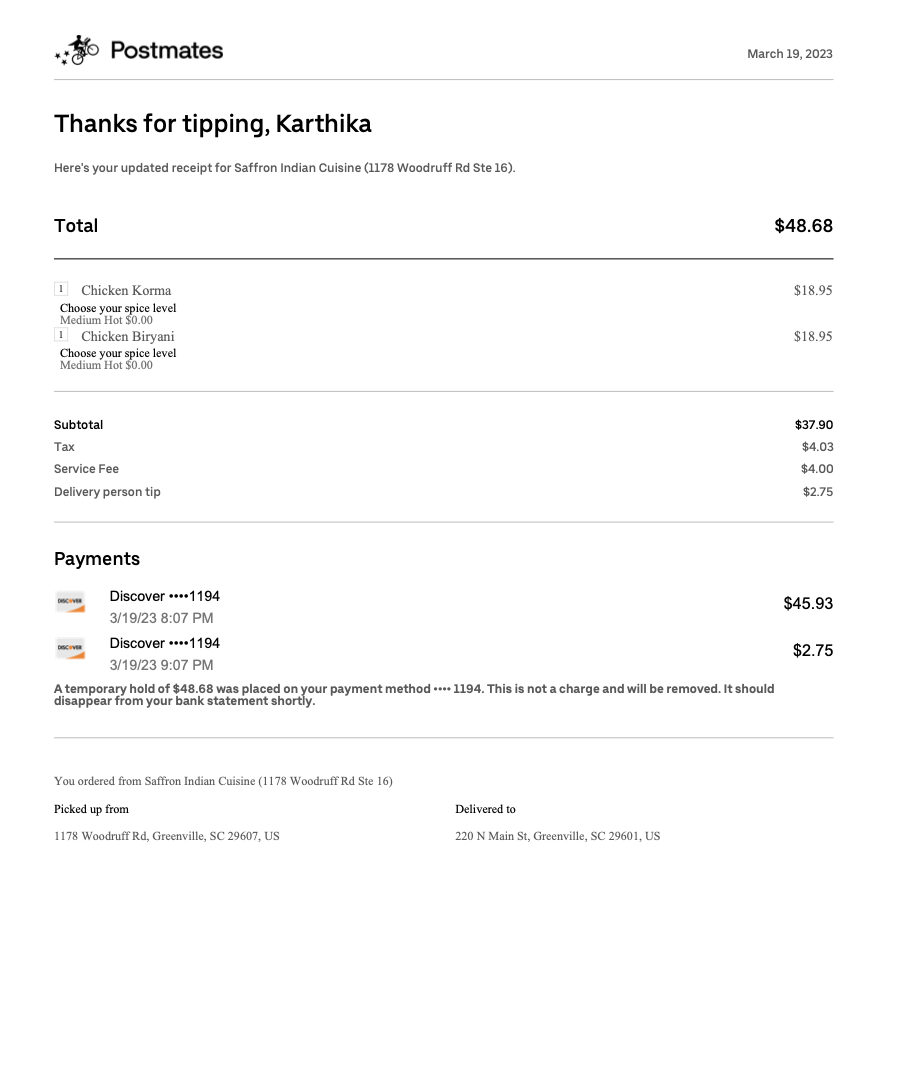 Postmates
March 19, 2023
Thanks for tipping, Karthika
Here's your updated receipt for Saffron Indian Cuisine (1178 Woodruff Rd Ste 16).
Total $48.68
1 Chicken Korma $18.95
Choose your spice level
Medium Hot $0.00
1 Chicken Biryani $18.95
Choose your spice level
Medium Hot $0.00
Subtotal $37.90
Tax $4.03
Service Fee $4.00
Delivery person tip $2.75
Payments
DISCOVER Discover ••••1194 $45.93
3/19/23 8:07 PM
DISCOVER Discover ••••1194 $2.75
3/19/23 9:07 PM
A temporary hold of $48.68 was placed on your payment method •••• 1194. This is not a charge and will be removed. It should
disappear from your bank statement shortly.
You ordered from Saffron Indian Cuisine (1178 Woodruff Rd Ste 16)
Picked up from Delivered to
1178 Woodruff Rd, Greenville, SC 29607, US 220 N Main St, Greenville, SC 29601, US